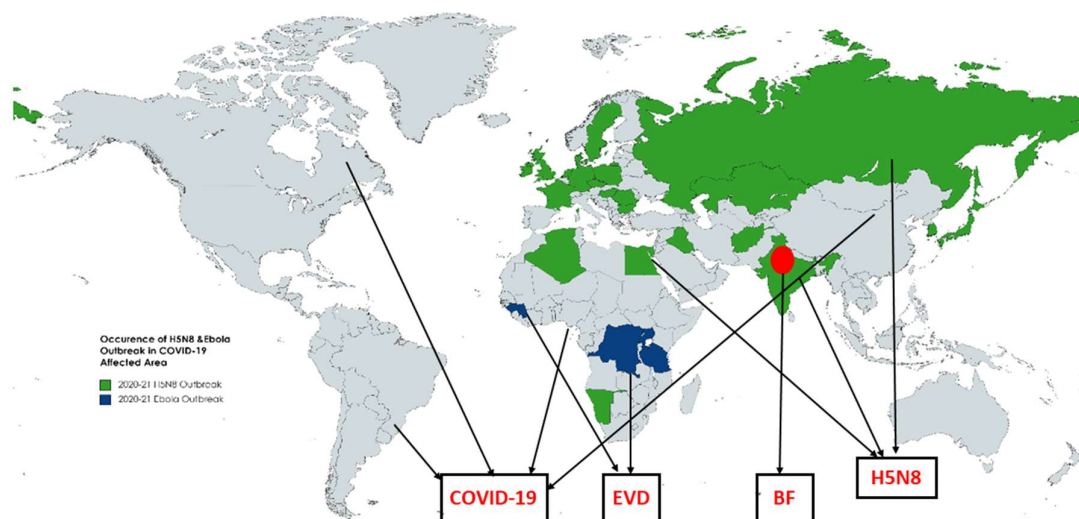 Occurence of H5N8 &Ebola
Outbreak in COVID-19
Affected Area
2020-21 H5N8 Outbreak
2020-21 Ebola Outbreak
COVID-19
EVD
BF
H5N8